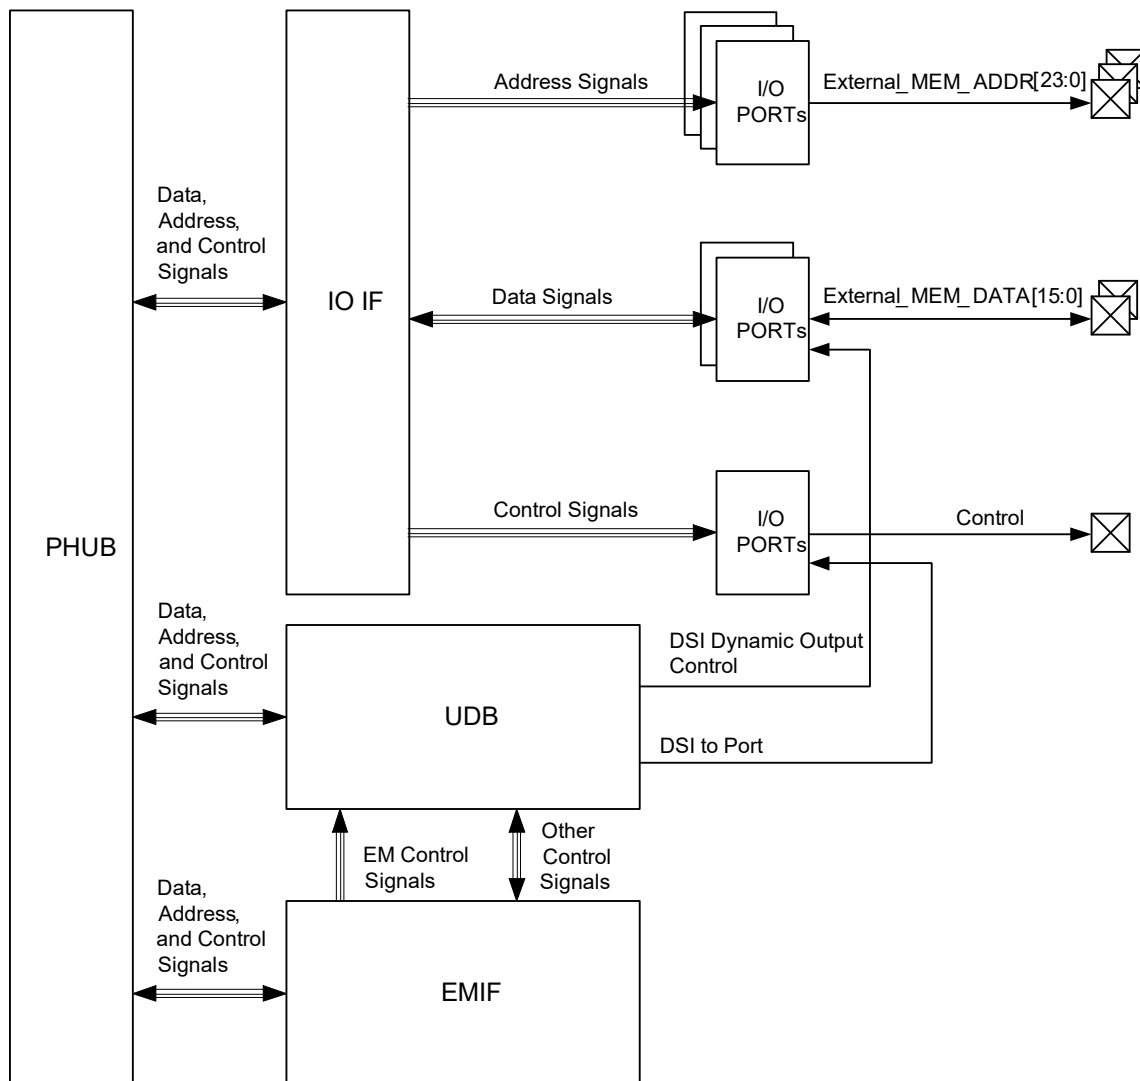 Address Signals
I/O
PORTs
External_MEM_ADDR[23:0]
Data,
Address,
and Control
Signals
IO IF
Data Signals
I/O
PORTs
External_MEM_DATA[15:0]
Control Signals
I/O
PORTs
Control
PHUB
Data,
Address,
and Control
Signals
UDB
DSI Dynamic Output
Control
DSI to Port
EM Control
Signals
Other
Control
Signals
Data,
Address,
and Control
Signals
EMIF